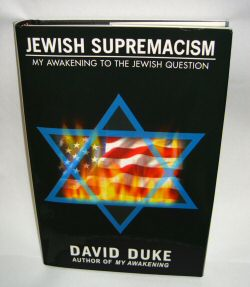 JEWISH SUPREMACISM
MY AWAKENING TO THE JEWISH QUESTION
DAVID DUKE
AUTHOR OF MY AWAKENING